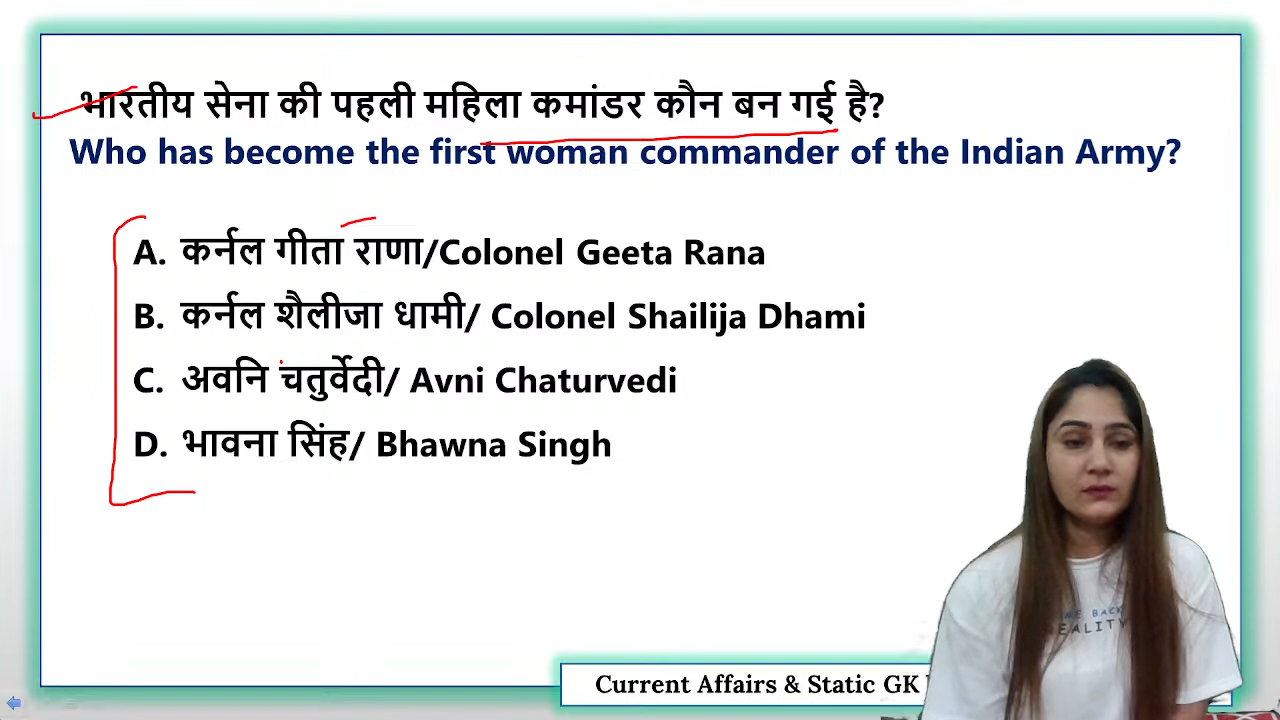 भारतीय सेना की पहली महिला कमांडर कौन बन गई है?
Who has become the first woman commander of the Indian Army?
A. कर्नल गीता राणा/Colonel Geeta Rana
B. कर्नल शैलीजा धामी/ Colonel Shailija Dhami
C. अवनि चतुर्वेदी/ Avni Chaturvedi
D. भावना सिंह/ Bhawna Singh
BACK
REALITY
Current Affairs & Static GK